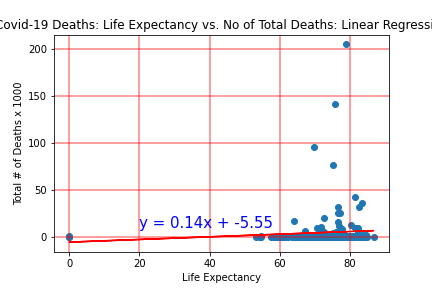 Covid-19 Deaths: Life Expectancy vs. No of Total Deaths: Linear Regressi
200
150
100
50
0
Total # of Deaths x 1000
y = 0.14x + -5.55
0 20 40 60 80
Life Expectancy